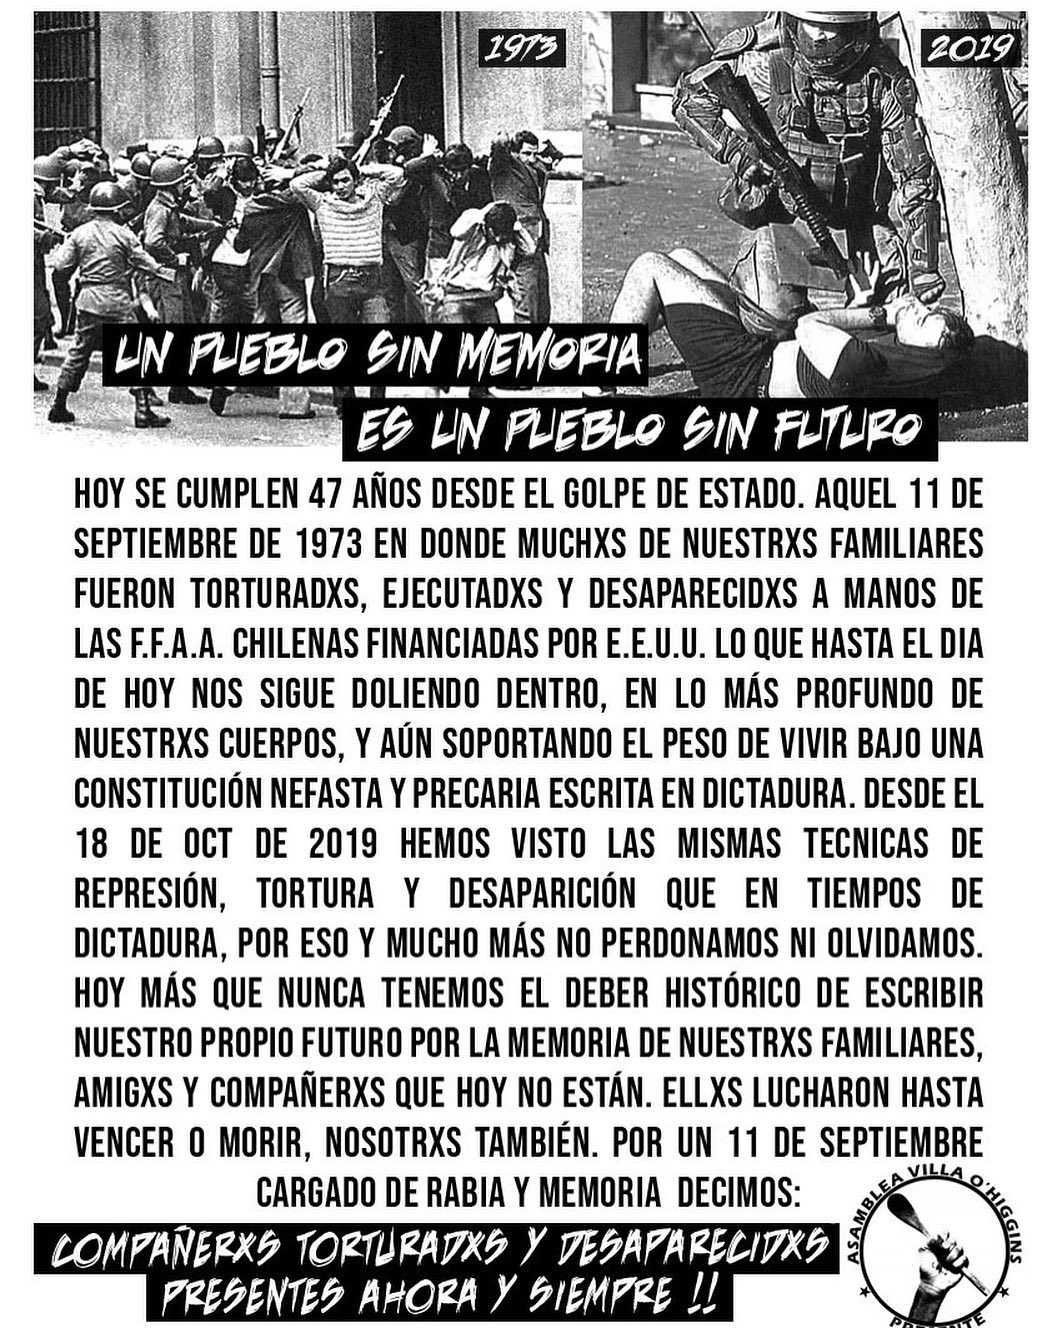 1973
2019
UN PUEBLO SIN MEMORIA
ES UN PUEBLO SIN FUTURO
HOY SE CUMPLEN 47 AÑOS DESDE EL GOLPE DE ESTADO. AQUEL 11 DE
SEPTIEMBRE DE 1973 EN DONDE MUCHXS DE NUESTRXS FAMILIARES
FUERON TORTURADXS, EJECUTADXS Y DESAPARECIDXS A MANOS DE
LAS F.F.A.A. CHILENAS FINANCIADAS POR E.E.U.U. LO QUE HASTA EL DIA
DE HOY NOS SIGUE DOLIENDO DENTRO, EN LO MÁS PROFUNDO DE
NUESTRXS CUERPOS, Y AÚN SOPORTANDO EL PESO DE VIVIR BAJO UNA
CONSTITUCIÓN NEFASTA Y PRECARIA ESCRITA EN DICTADURA. DESDE EL
18 DE OCT DE 2019 HEMOS VISTO LAS MISMAS TECNICAS DE
REPRESIÓN, TORTURA Y DESAPARICIÓN QUE EN TIEMPOS DE
DICTADURA, POR ESO Y MUCHO MÁS NO PERDONAMOS NI OLVIDAMOS.
HOY MÁS QUE NUNCA TENEMOS EL DEBER HISTÓRICO DE ESCRIBIR
NUESTRO PROPIO FUTURO POR LA MEMORIA DE NUESTRXS FAMILIARES,
AMIGXS Y COMPAÑERXS QUE HOY NO ESTÁN. ELLXS LUCHARON HASTA
VENCER O MORIR, NOSOTRXS TAMBIÉN. POR UN 11 DE SEPTIEMBRE
CARGADO DE RABIA Y MEMORIA DECIMOS:
COMPAÑERXS TORTURADXS Y DESAPARECIDXS
PRESENTES AHORA Y SIEMPRE !!
ASAMBLEA VILLA O'HIGGINS
PRESENTE